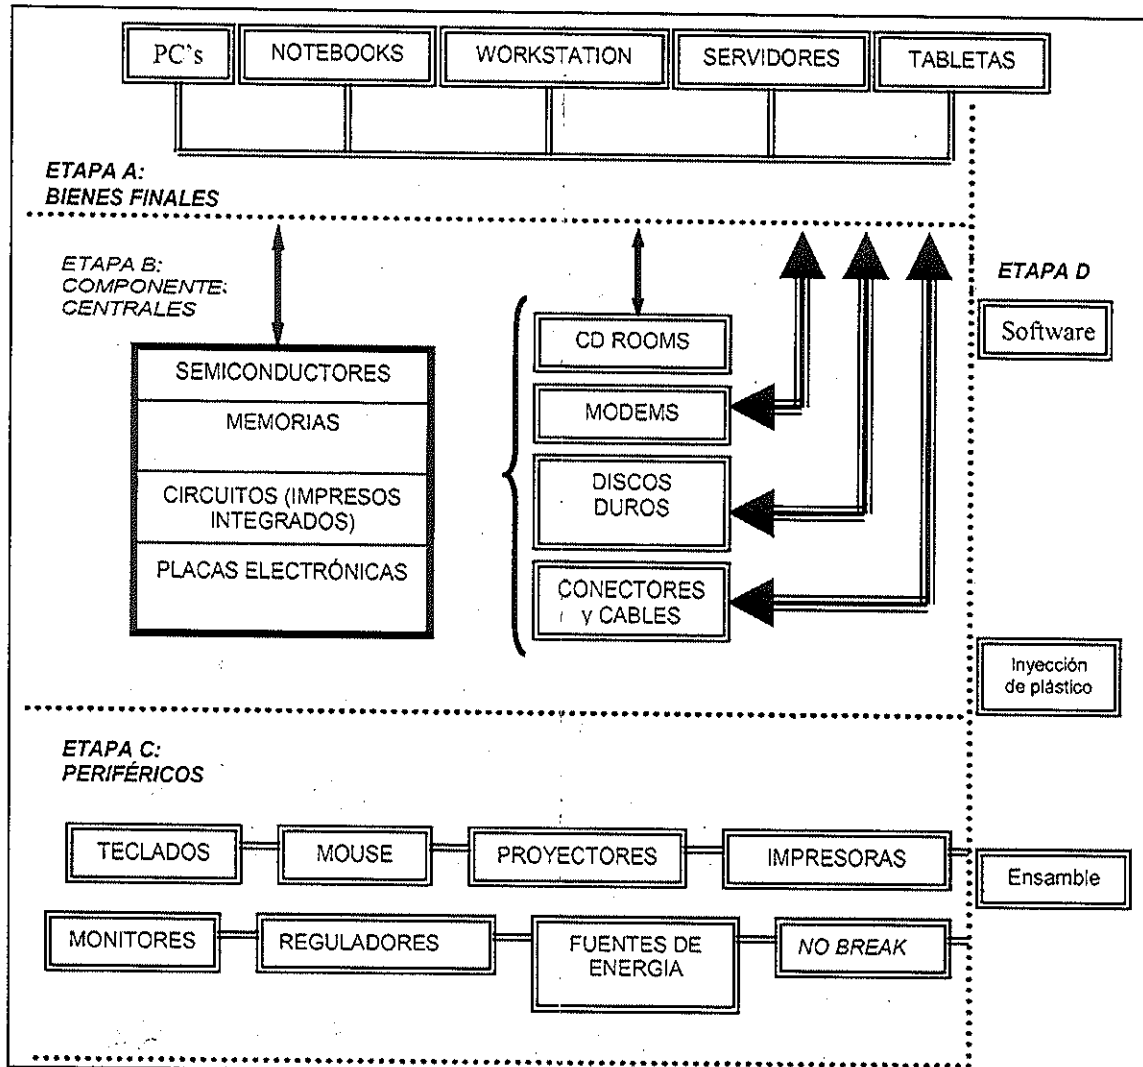 PC's
NOTEBOOKS
WORKSTATION
SERVIDORES
TABLETAS
ETAPA A:
BIENES FINALES
ETAPA B:
COMPONENTE:
CENTRALES
SEMICONDUCTORES
MEMORIAS
CIRCUITOS (IMPRESOS
INTEGRADOS)
PLACAS ELECTRÓNICAS
CD ROOMS
MODEMS
DISCOS
DUROS
CONECTORES
y CABLES
ETAPA D
Software
Inyección
de plástico
Ensamble
ETAPA C:
PERIFÉRICOS
TECLADOS
MOUSE
PROYECTORES
IMPRESORAS
MONITORES
REGULADORES
FUENTES DE
ENERGIA
NO BREAK